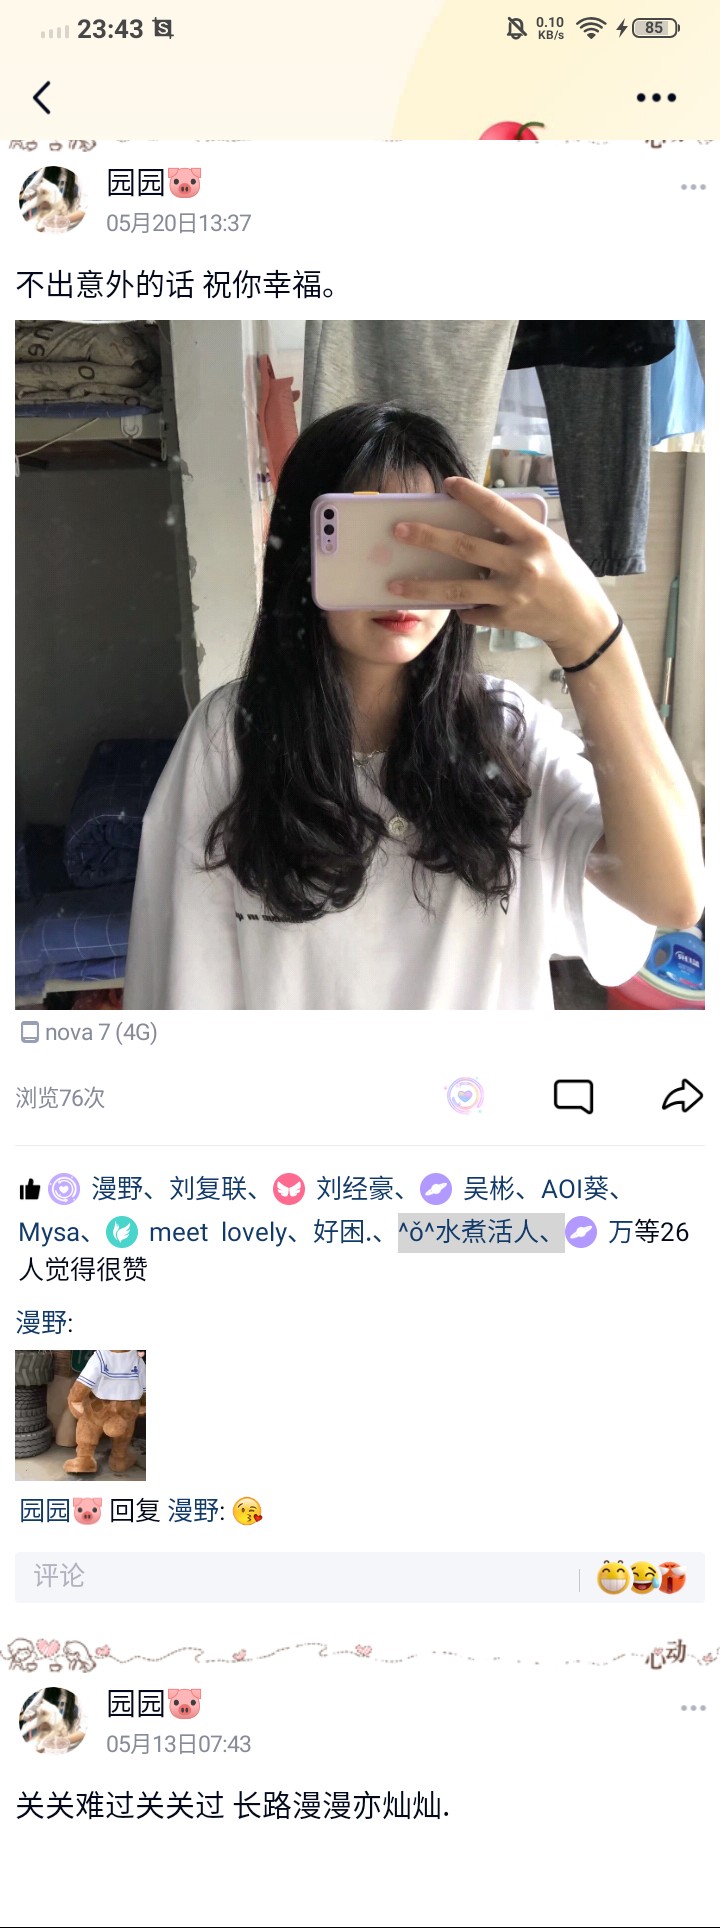 23:43
0.10
KB/s
85
园园🐷
05月20日13:37
不出意外的话 祝你幸福。
nova 7 (4G)
浏览76次
漫野、刘复联、刘经豪、吴彬、AOI葵、
Mysa、meet lovely、好困.、^ǒ^水煮活人、万等26
人觉得很赞
漫野:
园园🐷 回复 漫野: 😘
评论
心动
园园🐷
05月13日07:43
关关难过关关过 长路漫漫亦灿灿.